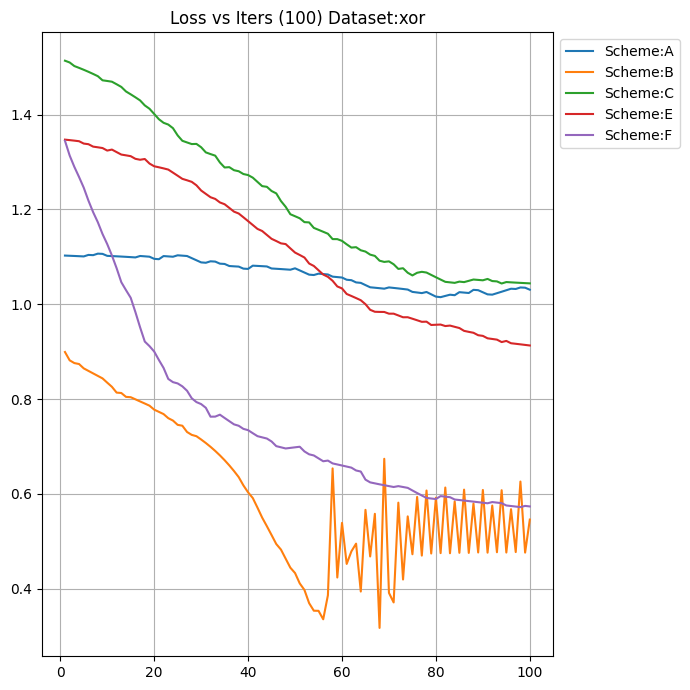 Loss vs Iters (100) Dataset:xor
Scheme:A
Scheme:B
Scheme:C
Scheme:E
Scheme:F
1.4
1.2
1.0
0.8
0.6
0.4
0 20 40 60 80 100